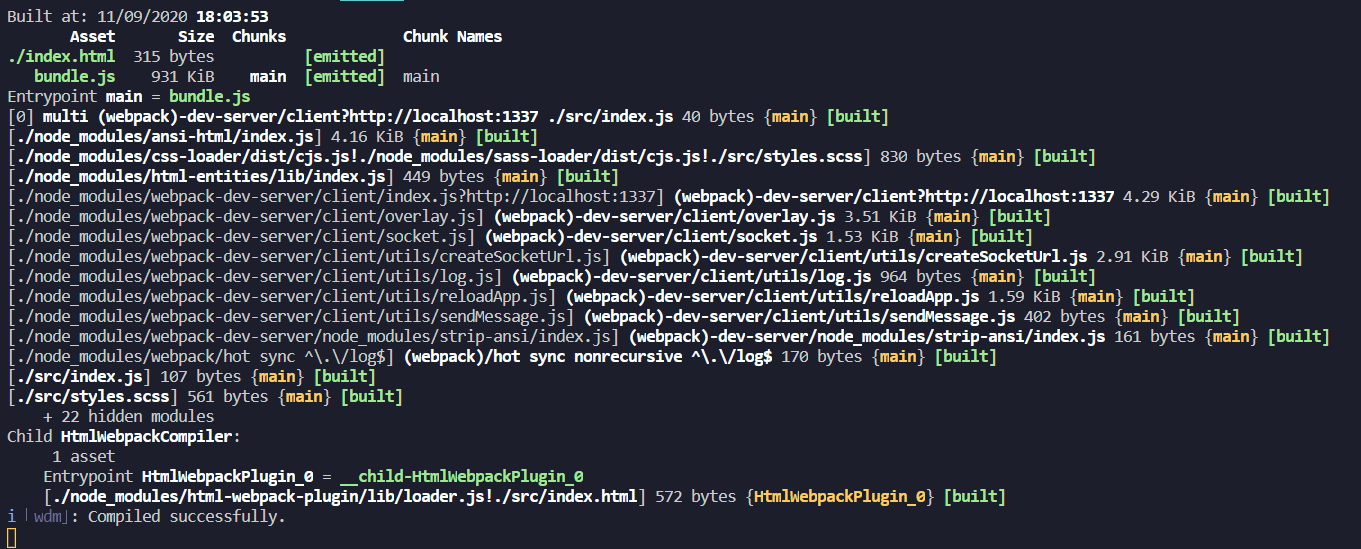 Built at: 11/09/2020 18:03:53
Asset Size Chunks Chunk Names
./index.html 315 bytes [emitted]
bundle.js 931 KiB main [emitted] main
Entrypoint main = bundle.js
[0] multi (webpack)-dev-server/client?http://localhost:1337 ./src/index.js 40 bytes {main} [built]
[./node_modules/ansi-html/index.js] 4.16 KiB {main} [built]
[./node_modules/css-loader/dist/cjs.js!./node_modules/sass-loader/dist/cjs.js!./src/styles.scss] 830 bytes {main} [built]
[./node_modules/html-entities/lib/index.js] 449 bytes {main} [built]
[./node_modules/webpack-dev-server/client/index.js?http://localhost:1337] (webpack)-dev-server/client?http://localhost:1337 4.29 KiB {main} [built]
[./node_modules/webpack-dev-server/client/overlay.js] (webpack)-dev-server/client/overlay.js 3.51 KiB {main} [built]
[./node_modules/webpack-dev-server/client/socket.js] (webpack)-dev-server/client/socket.js 1.53 KiB {main} [built]
[./node_modules/webpack-dev-server/client/utils/createSocketUrl.js] (webpack)-dev-server/client/utils/createSocketUrl.js 2.91 KiB {main} [built]
[./node_modules/webpack-dev-server/client/utils/log.js] (webpack)-dev-server/client/utils/log.js 964 bytes {main} [built]
[./node_modules/webpack-dev-server/client/utils/reloadApp.js] (webpack)-dev-server/client/utils/reloadApp.js 1.59 KiB {main} [built]
[./node_modules/webpack-dev-server/client/utils/sendMessage.js] (webpack)-dev-server/client/utils/sendMessage.js 402 bytes {main} [built]
[./node_modules/webpack-dev-server/node_modules/strip-ansi/index.js] (webpack)-dev-server/node_modules/strip-ansi/index.js 161 bytes {main} [built]
[./node_modules/webpack/hot sync ^\.\/log$] (webpack)/hot sync nonrecursive ^\.\/log$ 170 bytes {main} [built]
[./src/index.js] 107 bytes {main} [built]
[./src/styles.scss] 561 bytes {main} [built]
+ 22 hidden modules
Child HtmlWebpackCompiler:
1 asset
Entrypoint HtmlWebpackPlugin_0 = __child-HtmlWebpackPlugin_0
[./node_modules/html-webpack-plugin/lib/loader.js!./src/index.html] 572 bytes {HtmlWebpackPlugin_0} [built]
i ｢wdm｣: Compiled successfully.